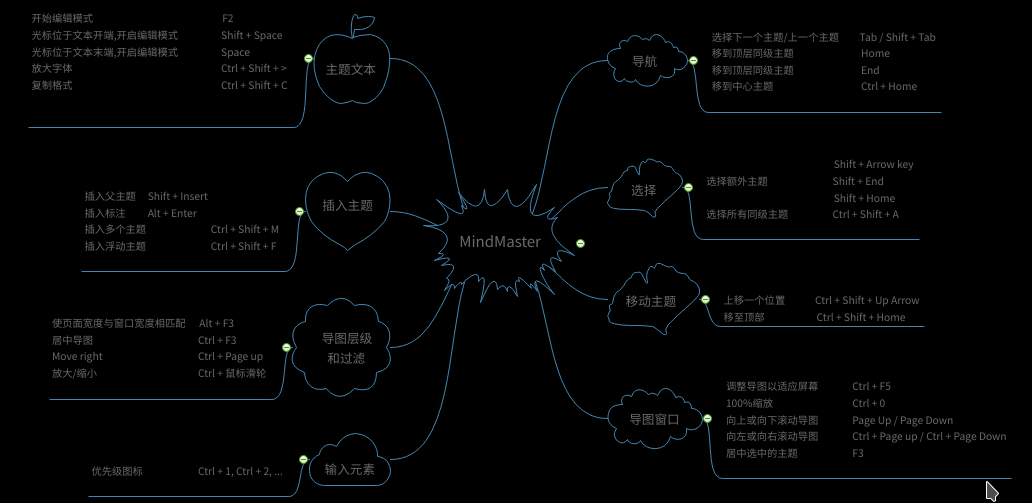 开始编辑模式 F2
光标位于文本开端,开启编辑模式 Shift + Space
光标位于文本末端,开启编辑模式 Space
放大字体 Ctrl + Shift + >
复制格式 Ctrl + Shift + C
主题文本
插入父主题 Shift + Insert
插入标注 Alt + Enter
插入多个主题 Ctrl + Shift + M
插入浮动主题 Ctrl + Shift + F
插入主题
使页面宽度与窗口宽度相匹配 Alt + F3
居中导图 Ctrl + F3
Move right Ctrl + Page up
放大/缩小 Ctrl + 鼠标滑轮
导图层级
和过滤
优先级图标 Ctrl + 1, Ctrl + 2, ...
输入元素
MindMaster
导航
选择下一个主题/上一个主题 Tab / Shift + Tab
移到顶层同级主题 Home
移到顶层同级主题 End
移到中心主题 Ctrl + Home
选择
Shift + Arrow key
选择额外主题 Shift + End
Shift + Home
选择所有同级主题 Ctrl + Shift + A
移动主题
上移一个位置 Ctrl + Shift + Up Arrow
移至顶部 Ctrl + Shift + Home
导图窗口
调整导图以适应屏幕 Ctrl + F5
100%缩放 Ctrl + 0
向上或向下滚动导图 Page Up / Page Down
向左或向右滚动导图 Ctrl + Page up / Ctrl + Page Down
居中选中的主题 F3